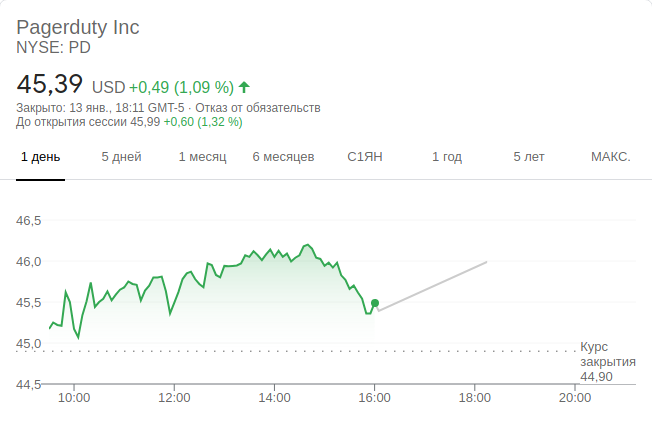 Pagerduty Inc
NYSE: PD
45,39 USD +0,49 (1,09 %)
Закрыто: 13 янв., 18:11 GMT-5 · Отказ от обязательств
До открытия сессии 45,99 +0,60 (1,32 %)
1 день 5 дней 1 месяц 6 месяцев С1ЯН 1 год 5 лет МАКС.
46,5
46,0
45,5
45,0
Курс
закрытия
44,90
44,5
10:00 12:00 14:00 16:00 18:00 20:00